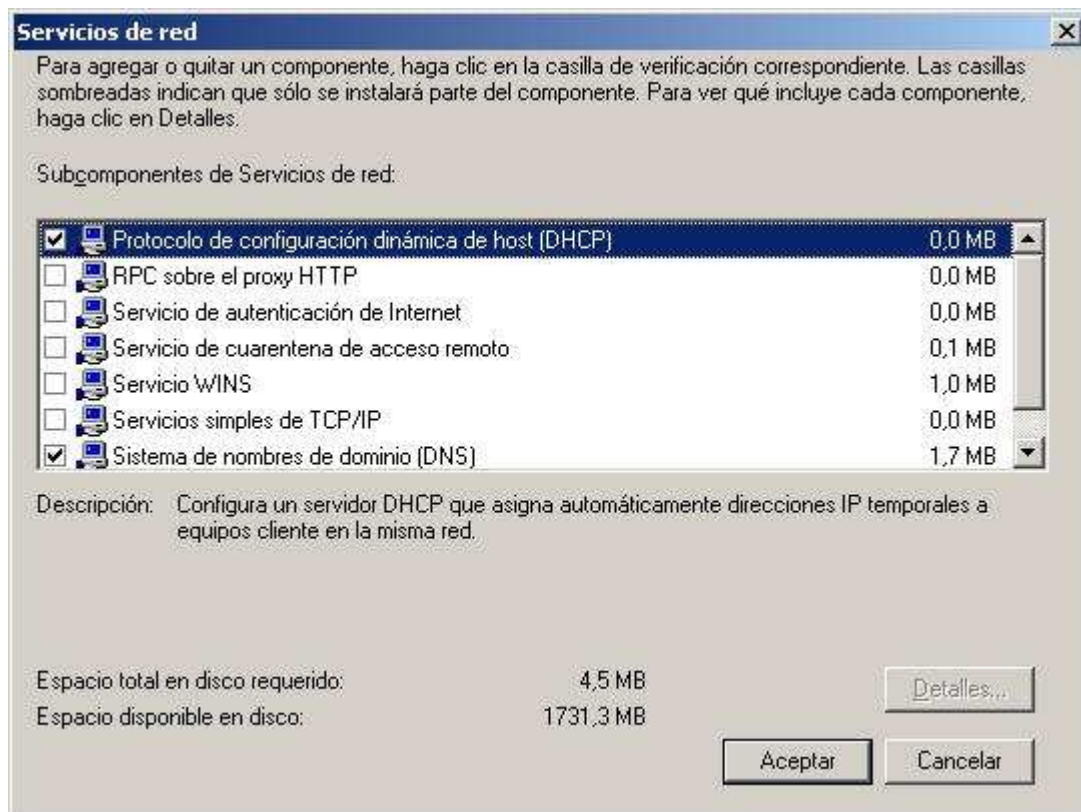 Servicios de red
Para agregar o quitar un componente, haga clic en la casilla de verificación correspondiente. Las casillas
sombreadas indican que sólo se instalará parte del componente. Para ver qué incluye cada componente,
haga clic en Detalles.
Subcomponentes de Servicios de red:
Protocolo de configuración dinámica de host (DHCP) 0,0 MB
RPC sobre el proxy HTTP 0,0 MB
Servicio de autenticación de Internet 0,0 MB
Servicio de cuarentena de acceso remoto 0,1 MB
Servicio WINS 1,0 MB
Servicios simples de TCP/IP 0,0 MB
Sistema de nombres de dominio (DNS) 1,7 MB
Descripción: Configura un servidor DHCP que asigna automáticamente direcciones IP temporales a
equipos cliente en la misma red.
Espacio total en disco requerido: 4,5 MB
Detalles...
Espacio disponible en disco: 1731,3 MB
Aceptar Cancelar